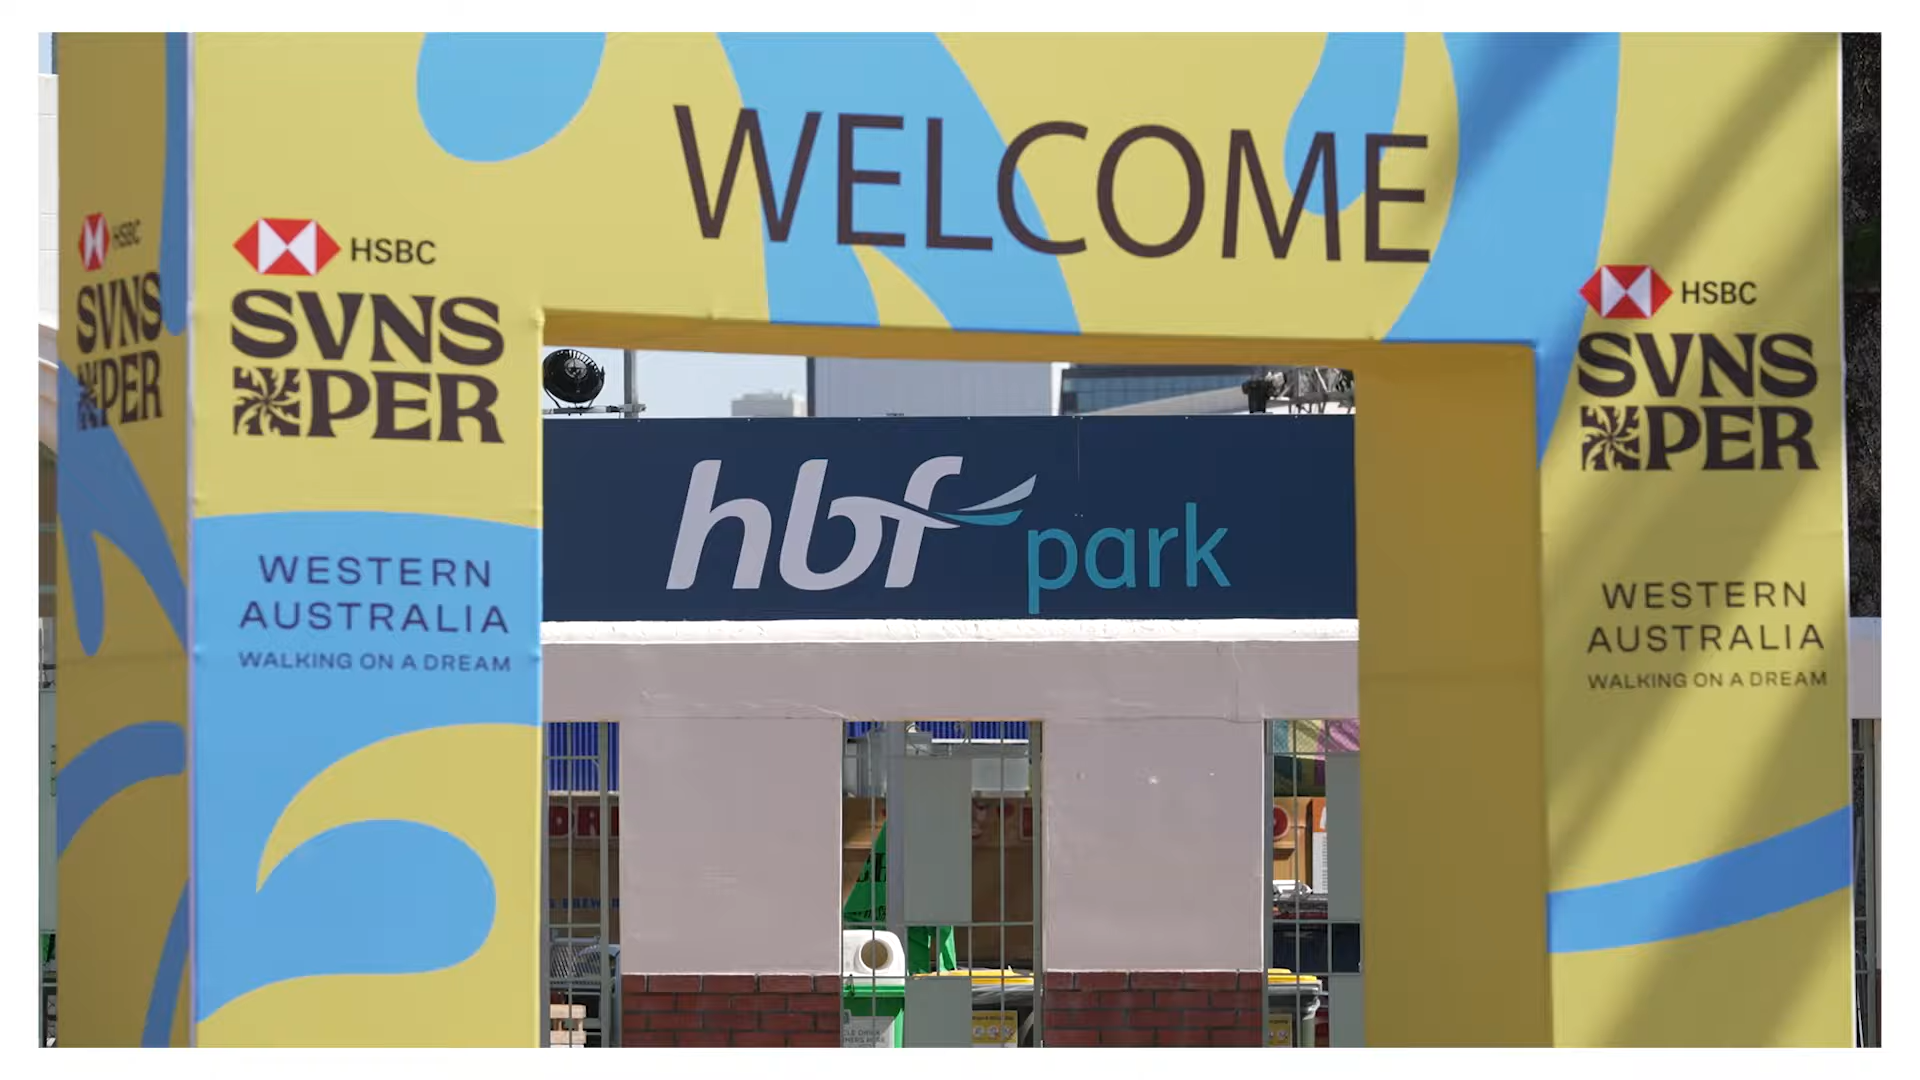 WELCOME
HSBC
SVNS
PER
HSBC
SVNS
PER
WESTERN
AUSTRALIA
WALKING ON A DREAM
hbf park
HSBC
SVNS
PER
WESTERN
AUSTRALIA
WALKING ON A DREAM